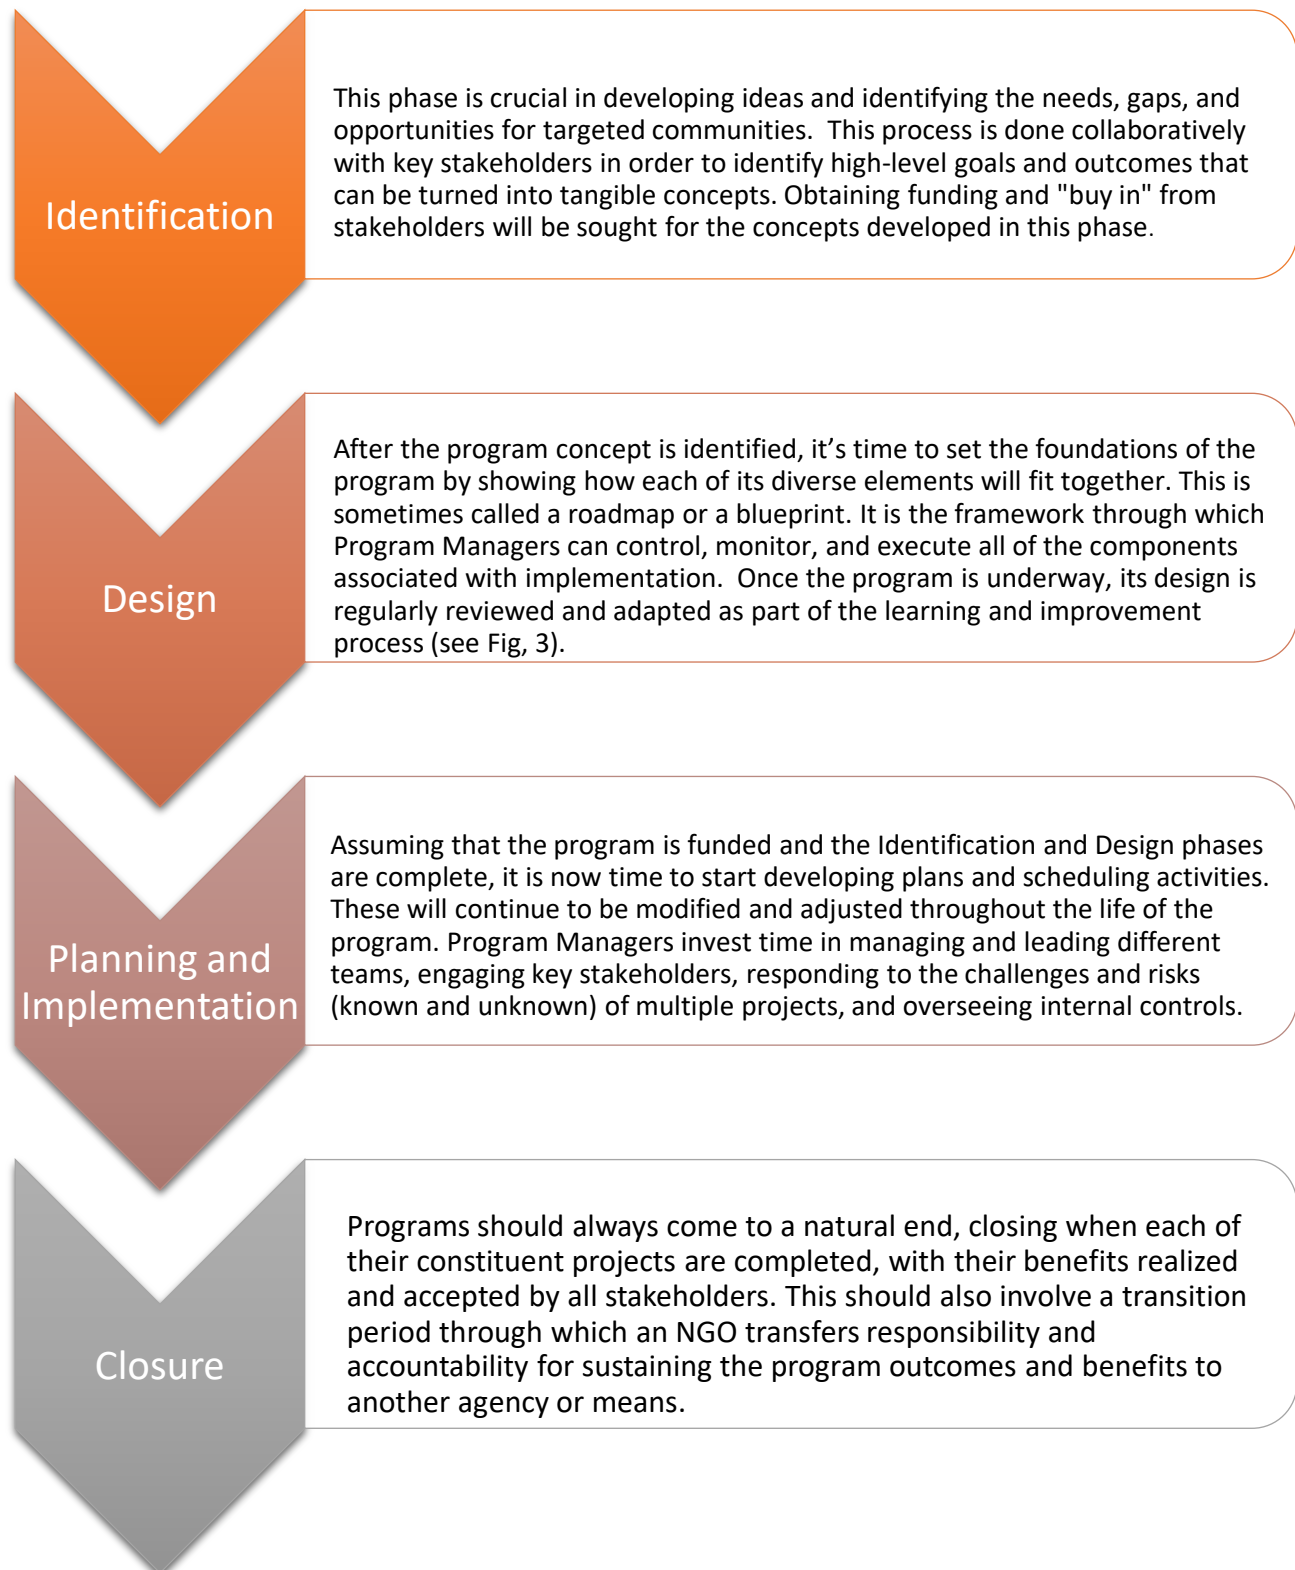 Identification
This phase is crucial in developing ideas and identifying the needs, gaps, and
opportunities for targeted communities.  This process is done collaboratively
with key stakeholders in order to identify high-level goals and outcomes that
can be turned into tangible concepts. Obtaining funding and "buy in" from
stakeholders will be sought for the concepts developed in this phase.
Design
After the program concept is identified, it’s time to set the foundations of the
program by showing how each of its diverse elements will fit together. This is
sometimes called a roadmap or a blueprint. It is the framework through which
Program Managers can control, monitor, and execute all of the components
associated with implementation.  Once the program is underway, its design is
regularly reviewed and adapted as part of the learning and improvement
process (see Fig, 3).
Planning and
Implementation
Assuming that the program is funded and the Identification and Design phases
are complete, it is now time to start developing plans and scheduling activities.
These will continue to be modified and adjusted throughout the life of the
program. Program Managers invest time in managing and leading different
teams, engaging key stakeholders, responding to the challenges and risks
(known and unknown) of multiple projects, and overseeing internal controls.
Closure
Programs should always come to a natural end, closing when each of
their constituent projects are completed, with their benefits realized
and accepted by all stakeholders. This should also involve a transition
period through which an NGO transfers responsibility and
accountability for sustaining the program outcomes and benefits to
another agency or means.